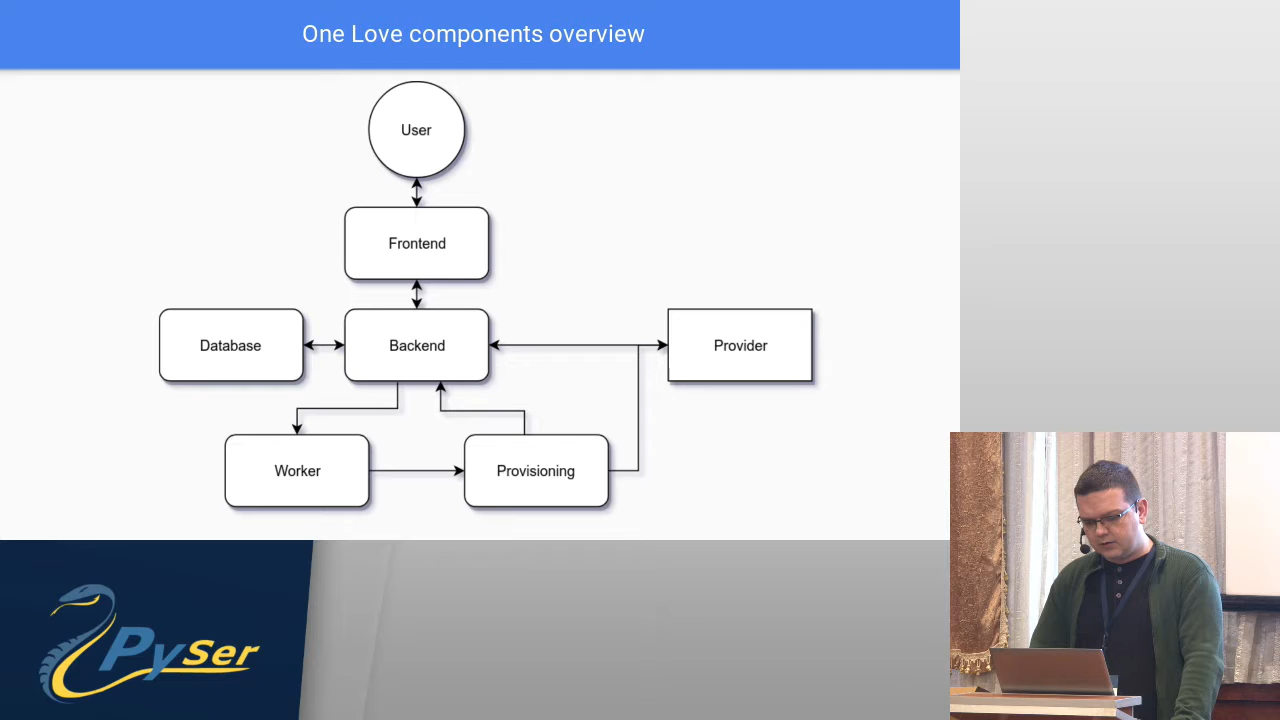 One Love components overview
User
Frontend
Database
Backend
Provider
Worker
Provisioning
PySer